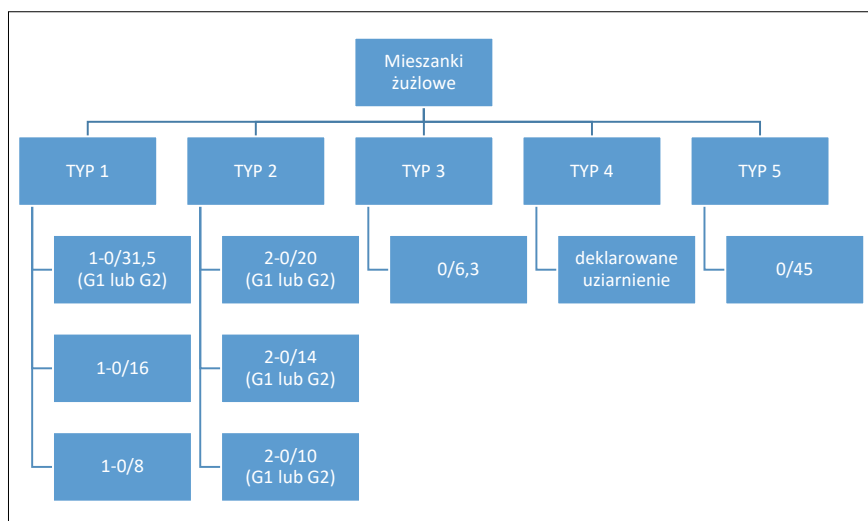 Mieszanki
żużlowe
TYP 1
TYP 2
TYP 3
TYP 4
TYP 5
1-0/31,5
(G1 lub G2)
2-0/20
(G1 lub G2)
0/6,3
deklarowane
uziarnienie
0/45
1-0/16
2-0/14
(G1 lub G2)
1-0/8
2-0/10
(G1 lub G2)